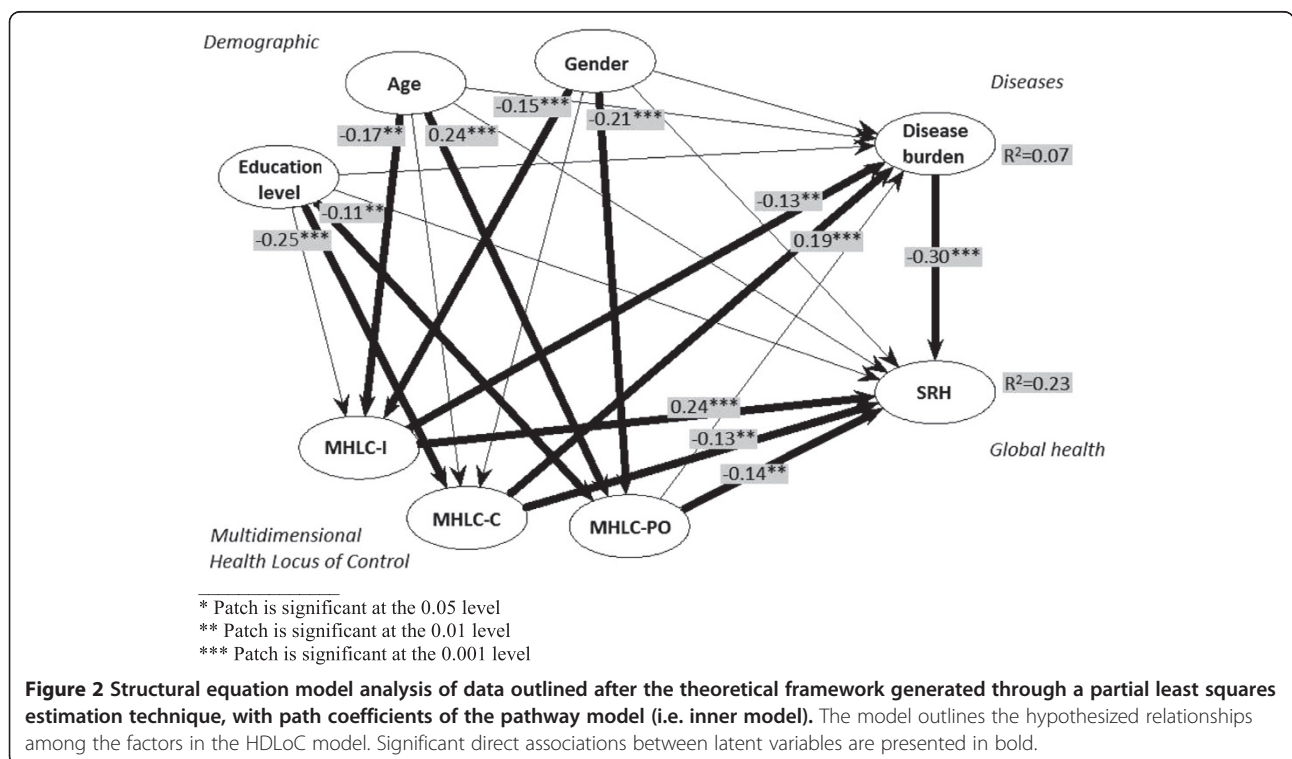 Demographic
Gender
Age
Diseases
-0.15***
-0.21***
Disease
burden
-0.17**
0.24***
R²=0.07
Education
level
-0.11**
-0.13**
-0.25***
0.19***
-0.30***
R²=0.23
SRH
0.24***
-0.13**
MHLC-I
Global health
-0.14**
MHLC-C
MHLC-PO
Multidimensional
Health Locus of Control
* Patch is significant at the 0.05 level
** Patch is significant at the 0.01 level
*** Patch is significant at the 0.001 level
Figure 2 Structural equation model analysis of data outlined after the theoretical framework generated through a partial least squares
estimation technique, with path coefficients of the pathway model (i.e. inner model). The model outlines the hypothesized relationships
among the factors in the HDLoC model. Significant direct associations between latent variables are presented in bold.